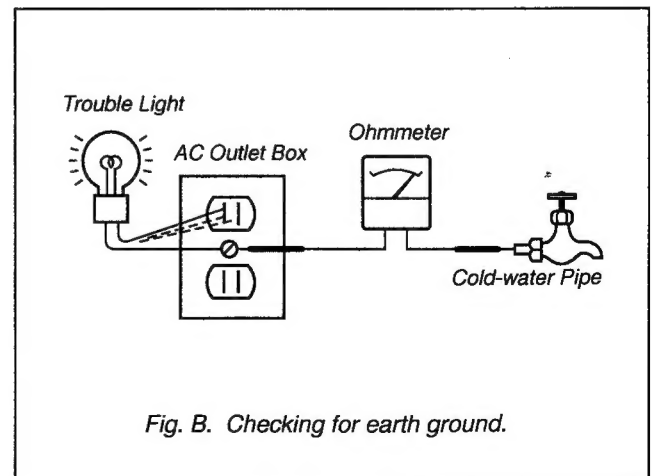 Trouble Light
Ohmmeter
AC Outlet Box
Cold-water Pipe
Fig. B. Checking for earth ground.